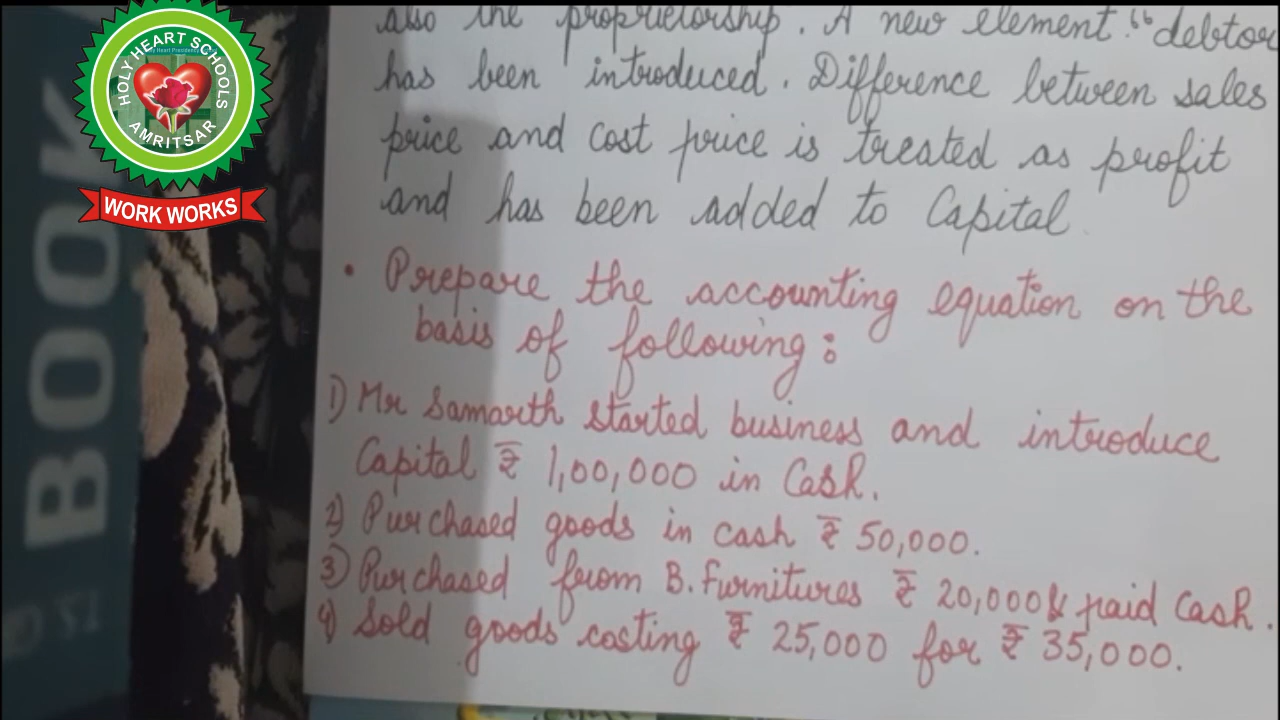 HOLY HEART SCHOOLS
AMRITSAR
WORK WORKS
BOOK
also the proprietorship. A new element "debtor
has been introduced. Difference between sales
price and cost price is treated as profit
and has been added to Capital
• Prepare the accounting equation on the
basis of following:
1) Mr Samarth started business and introduce
Capital ₹ 1,00,000 in Cash.
2) Purchased goods in cash ₹ 50,000.
3) Purchased from B. Furnitures ₹ 20,000 & paid Cash.
4) Sold goods costing ₹ 25,000 for ₹ 35,000.